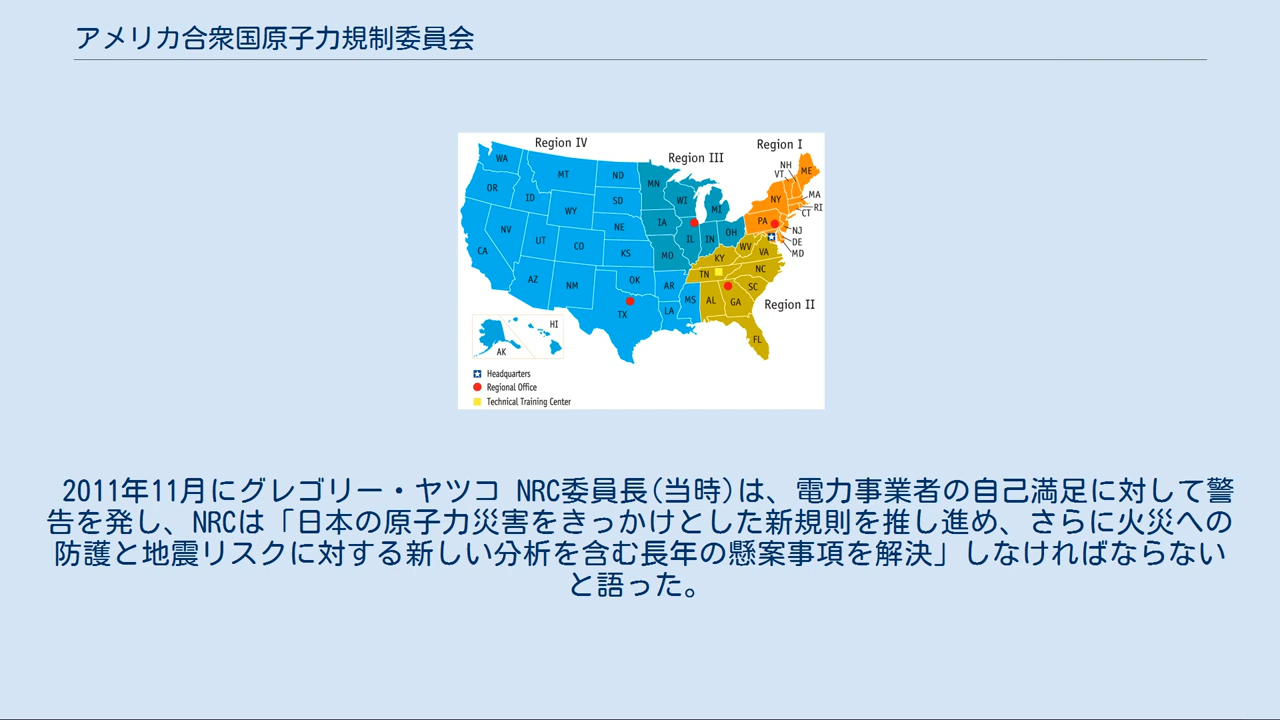 アメリカ合衆国原子力規制委員会
Region IV
Region III
Region I
WA
MT
ND
MN
OR
ID
SD
WI
MI
NH
VT
ME
NY
MA
RI
CT
WY
NE
IA
PA
NJ
DE
MD
NV
UT
CO
KS
IL
IN
OH
WV
VA
CA
MO
KY
AZ
NM
OK
AR
TN
NC
SC
TX
LA
MS
AL
GA
Region II
FL
HI
AK
Headquarters
Regional Office
Technical Training Center
2011年11月にグレゴリー・ヤツコ NRC委員長(当時)は、電力事業者の自己満足に対して警
告を発し、NRCは「日本の原子力災害をきっかけとした新規則を推し進め、さらに火災への
防護と地震リスクに対する新しい分析を含む長年の懸案事項を解決」しなければならない
と語った。